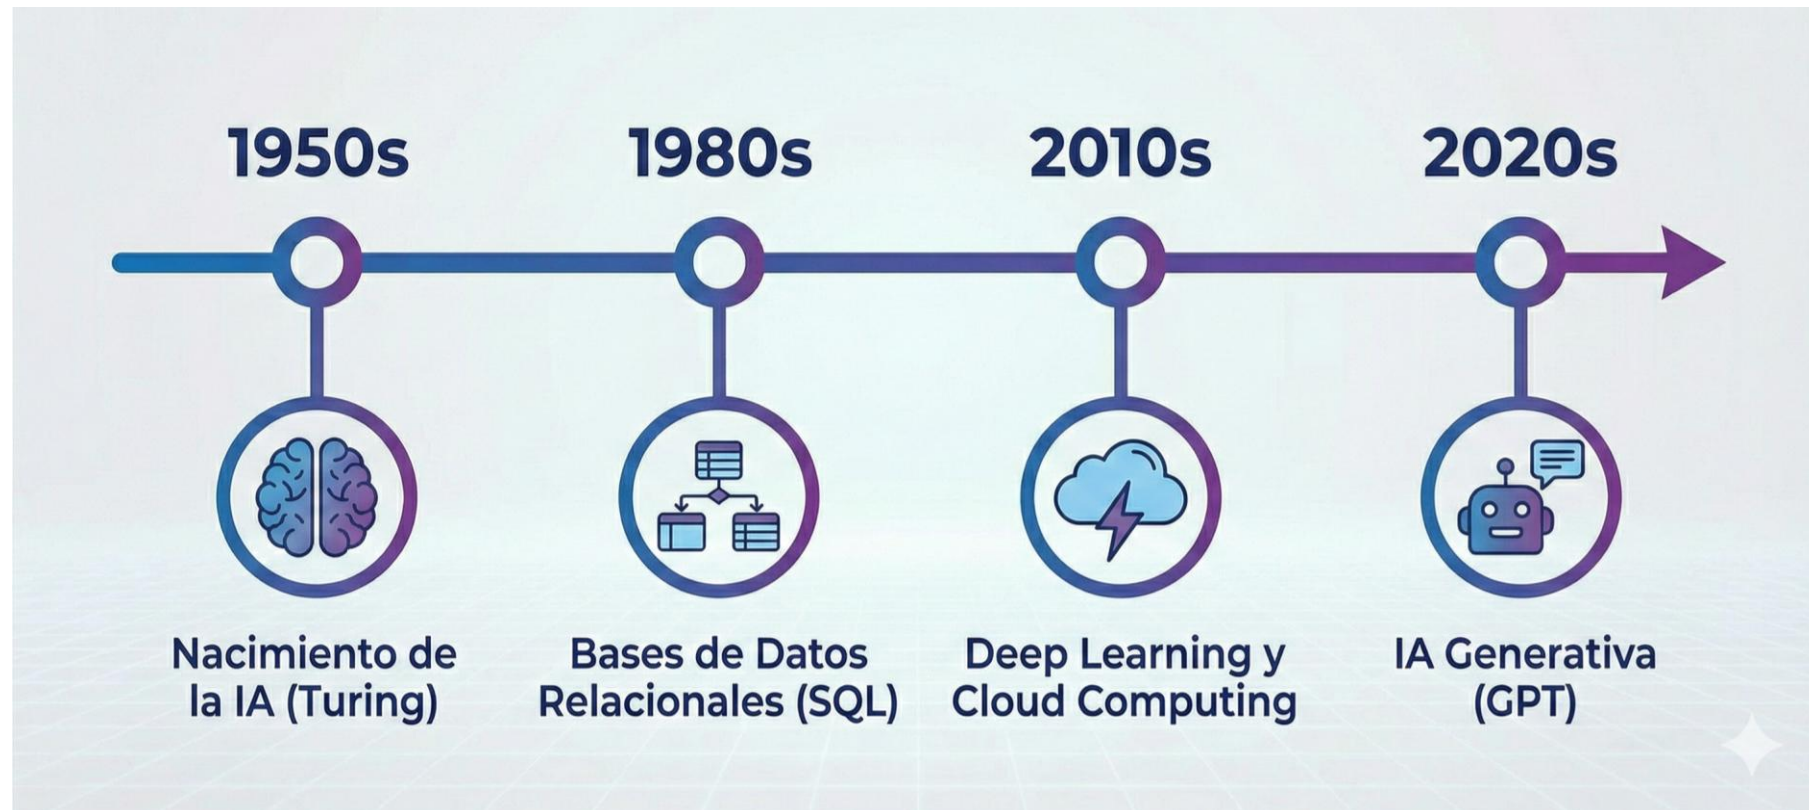 1950s
1980s
2010s
2020s
Nacimiento de
la IA (Turing)
Bases de Datos
Relacionales (SQL)
Deep Learning y
Cloud Computing
IA Generativa
(GPT)